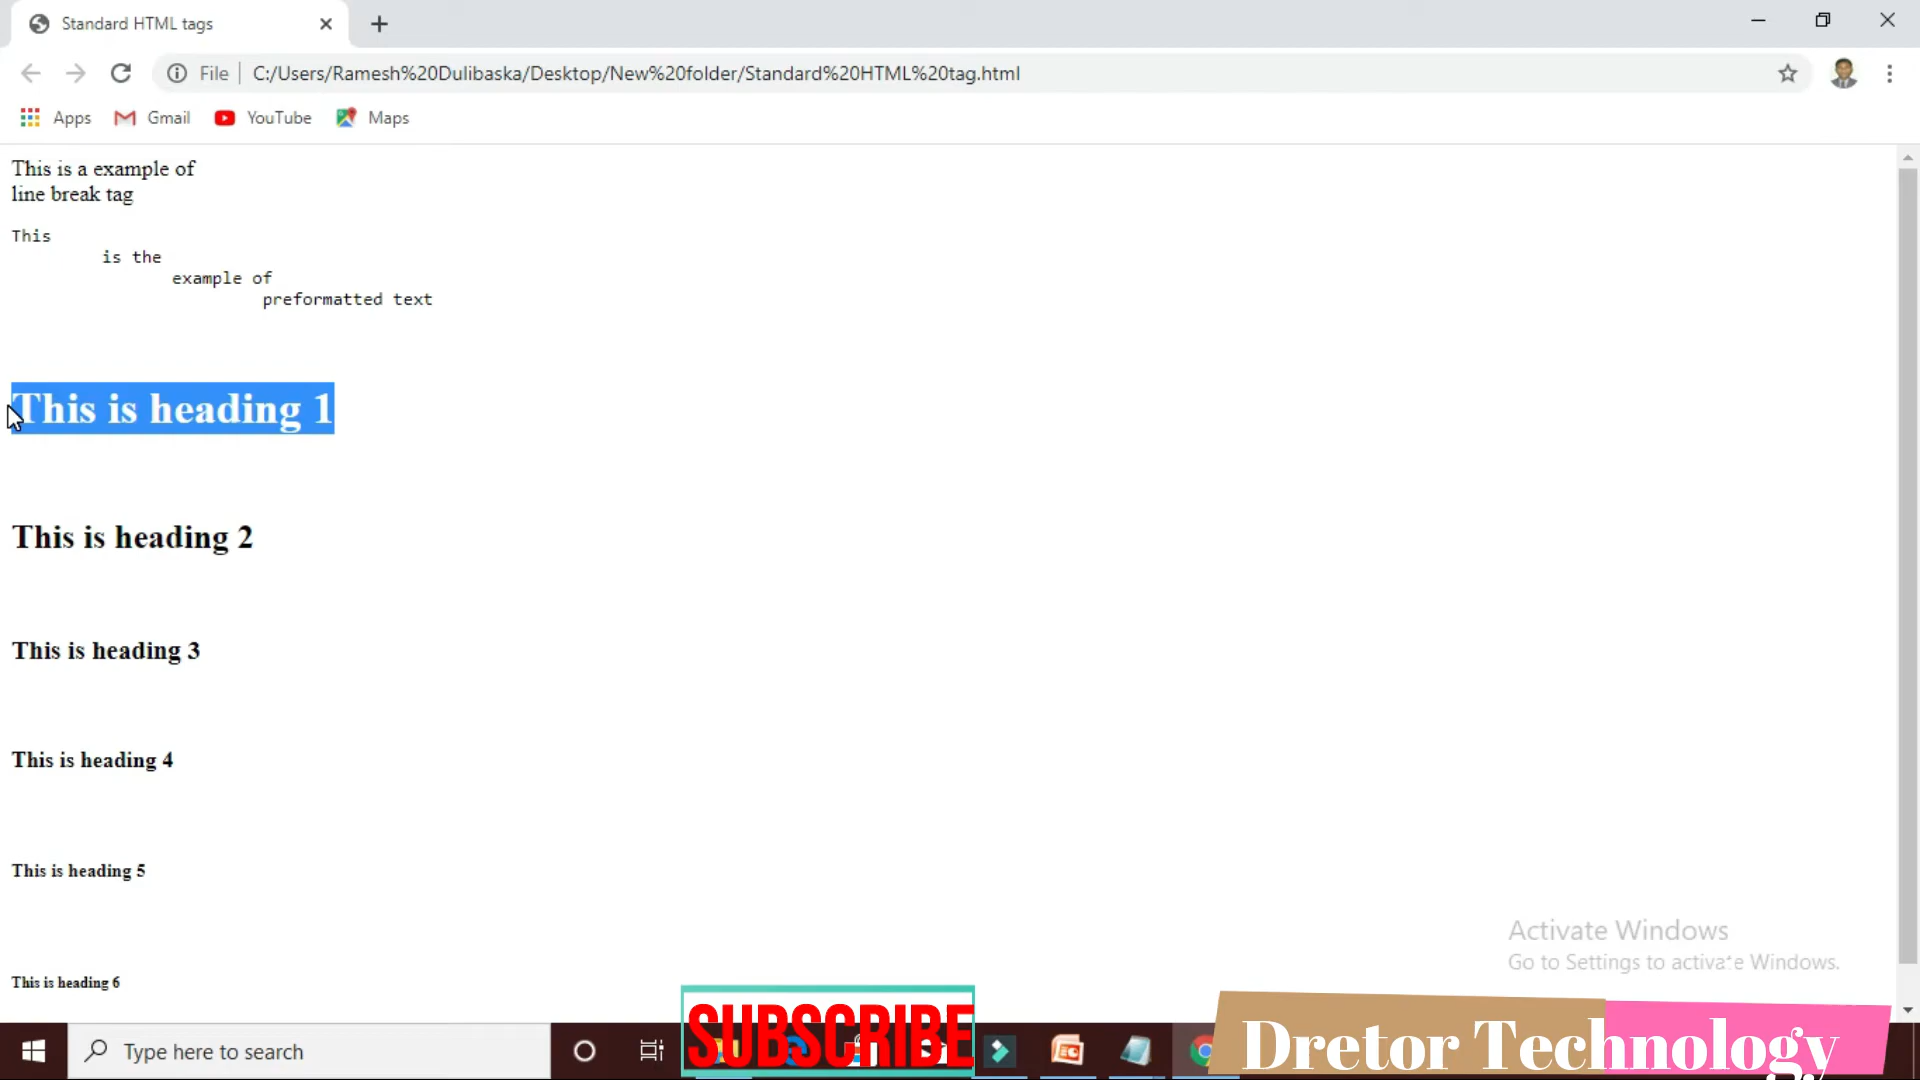 Standard HTML tags
File
C:/Users/Ramesh%20Dulibaska/Desktop/New%20folder/Standard%20HTML%20tag.html
Apps Gmail YouTube Maps
This is a example of
line break tag
This
is the
example of
preformatted text
This is heading 1
This is heading 2
This is heading 3
This is heading 4
This is heading 5
This is heading 6
Activate Windows
Go to Settings to activate Windows.
Type here to search
SUBSCRIBE
Dretor Technology